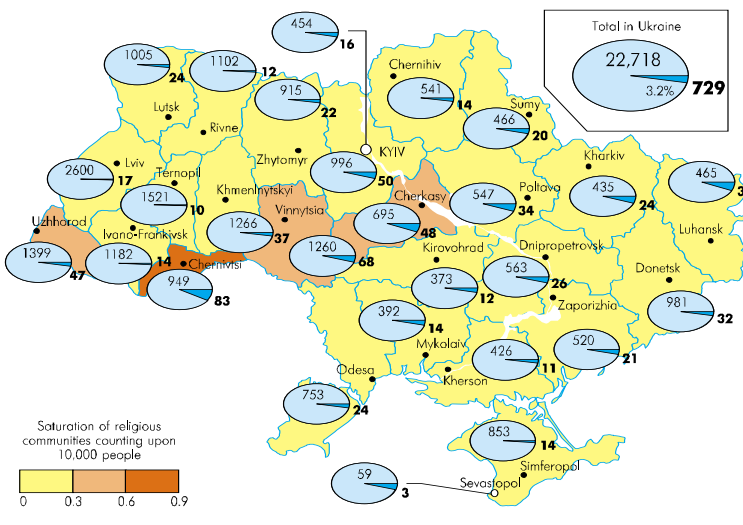 454
16
Total in Ukraine
22,718
3.2%
729
1005
24
1102
12
Chernihiv
915
22
541
14
Sumy
466
20
Lutsk
Rivne
KYIV
Kharkiv
Zhytomyr
996
50
Lviv
Ternopil
2600
17
1521
10
Khmenlnytskyi
Vinnytsia
Cherkasy
547
34
Poltava
435
24
465
Luhansk
Uzhhorod
Ivano-Frankivsk
1266
37
695
48
Kirovohrad
Dnipropetrovsk
1399
47
1182
14
Chernivtsi
949
83
1260
68
373
12
563
26
Donetsk
981
32
Zaporizhia
392
14
Mykolaiv
426
11
520
21
Odesa
Kherson
753
24
Saturation of religious
communities counting upon
10,000 people
0
0.3
0.6
0.9
853
14
Simferopol
59
3
Sevastopol